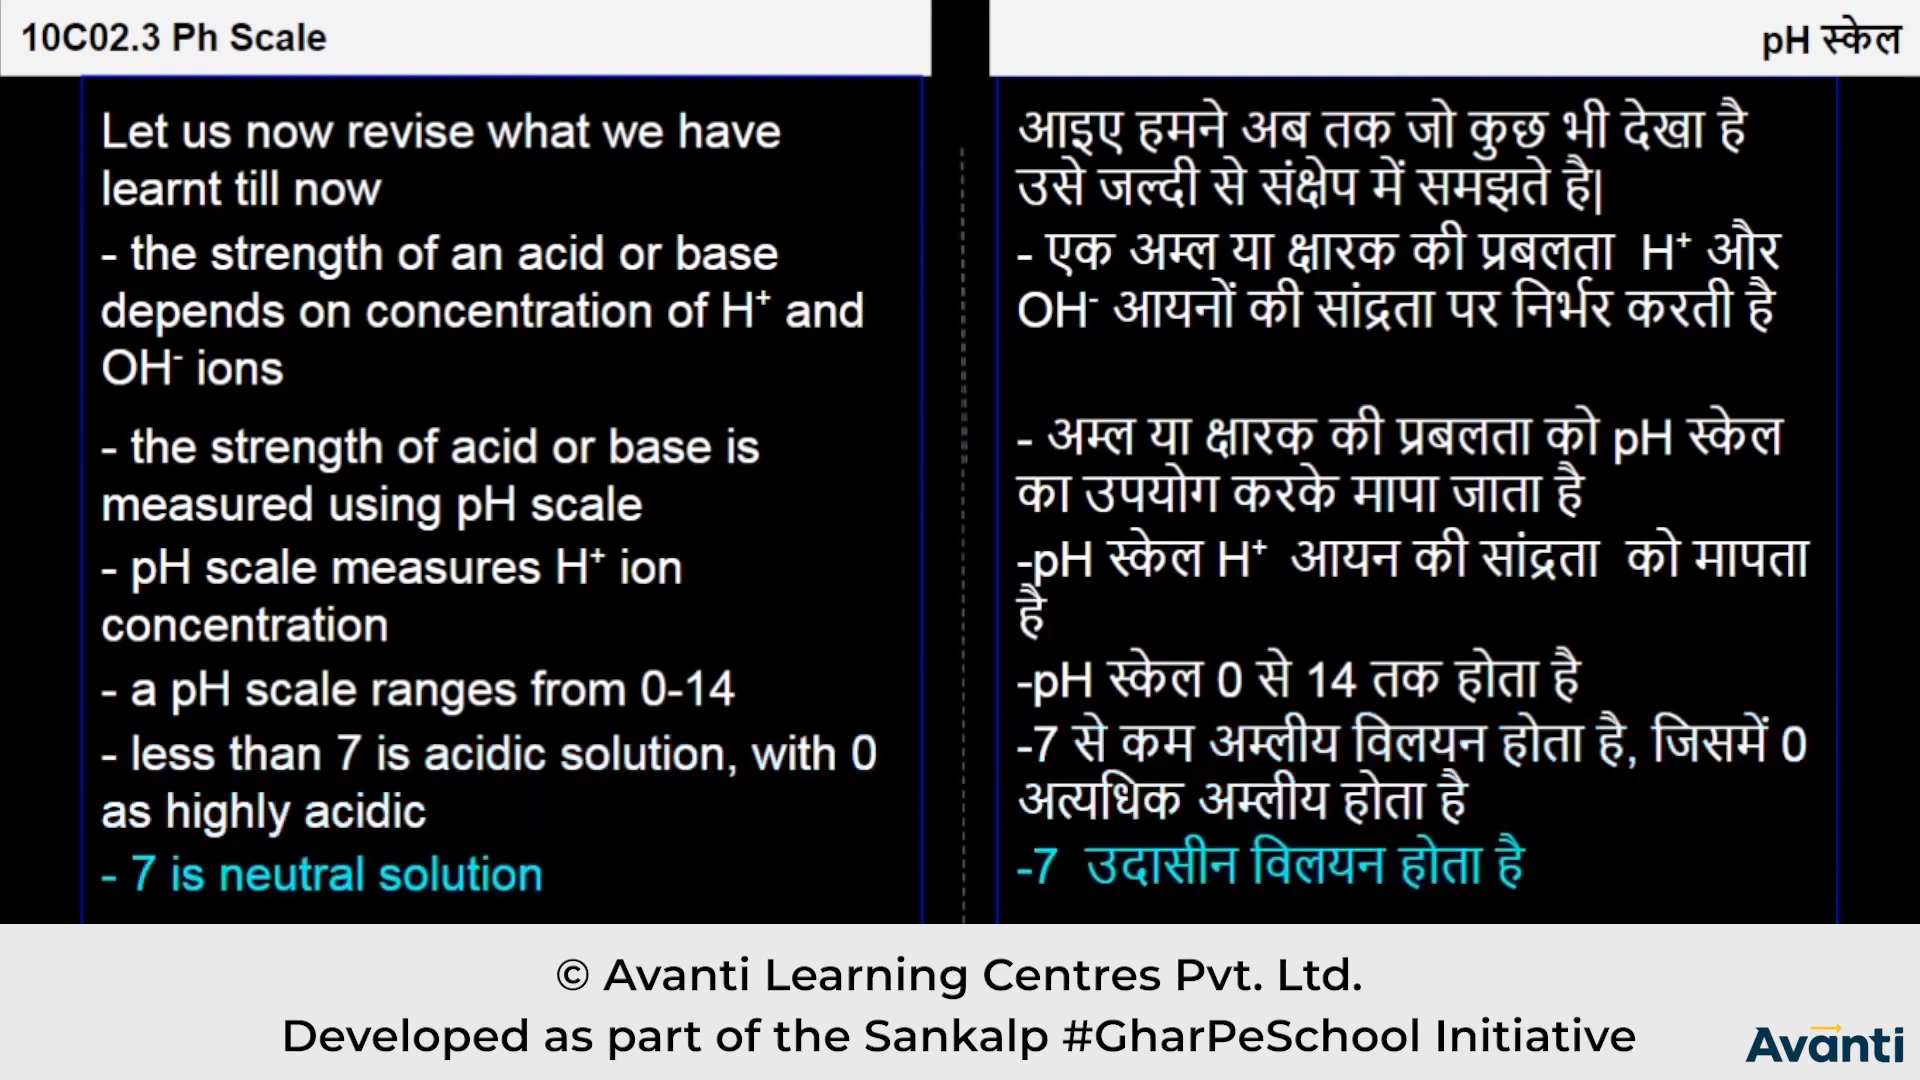 10C02.3 Ph Scale
Let us now revise what we have
learnt till now
- the strength of an acid or base
depends on concentration of H⁺ and
OH⁻ ions
- the strength of acid or base is
measured using pH scale
- pH scale measures H⁺ ion
concentration
- a pH scale ranges from 0-14
- less than 7 is acidic solution, with 0
as highly acidic
- 7 is neutral solution
pH स्केल
आइए हमने अब तक जो कुछ भी देखा है
उसे जल्दी से संक्षेप में समझते है|
- एक अम्ल या क्षारक की प्रबलता H⁺ और
OH⁻ आयनों की सांद्रता पर निर्भर करती है
- अम्ल या क्षारक की प्रबलता को pH स्केल
का उपयोग करके मापा जाता है
-pH स्केल H⁺ आयन की सांद्रता को मापता
है
-pH स्केल 0 से 14 तक होता है
-7 से कम अम्लीय विलयन होता है, जिसमें 0
अत्यधिक अम्लीय होता है
-7 उदासीन विलयन होता है
© Avanti Learning Centres Pvt. Ltd.
Developed as part of the Sankalp #GharPeSchool Initiative
Avanti